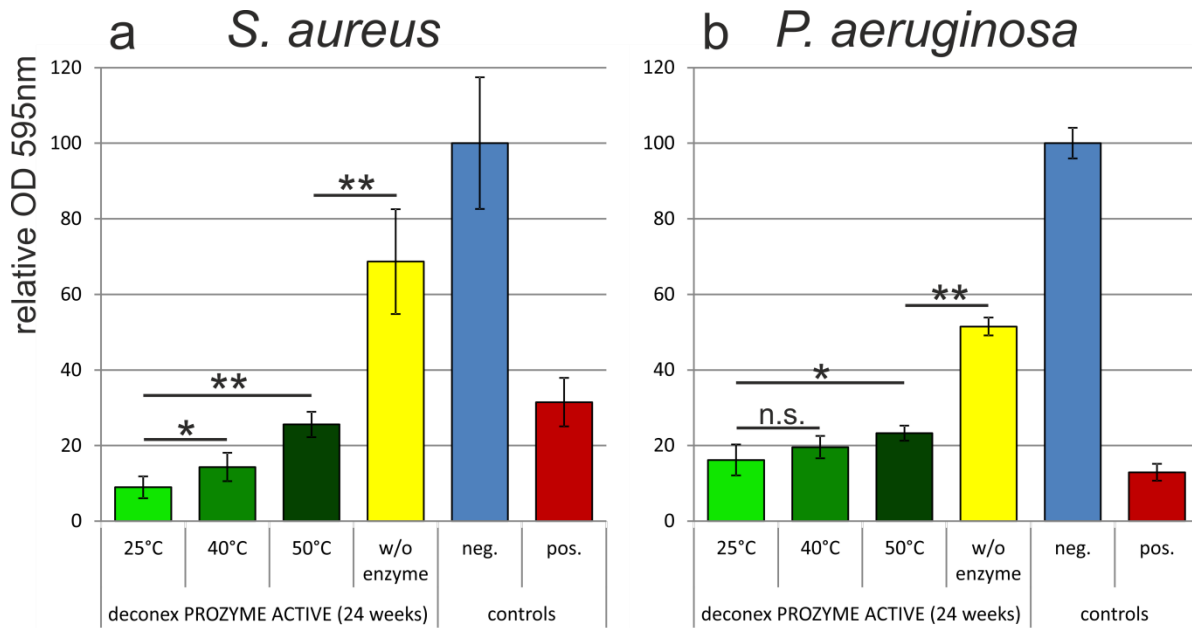 a S. aureus
b P. aeruginosa
relative OD 595nm
120
100
80
60
40
20
0
**
**
*
25°C 40°C 50°C w/o enzyme neg. pos.
deconex PROZYME ACTIVE (24 weeks) controls
120
100
80
60
40
20
0
**
*
n.s.
25°C 40°C 50°C w/o enzyme neg. pos.
deconex PROZYME ACTIVE (24 weeks) controls